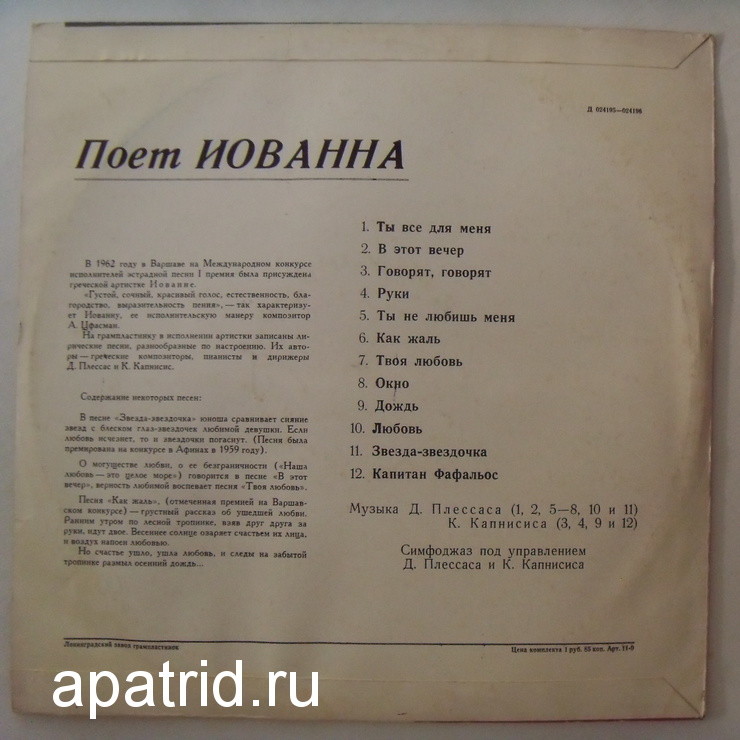 Д 024195—024196
Поет ИОВАННА
В 1962 году в Варшаве на Международном конкурсе
исполнителей эстрадной песни I премия была присуждена
греческой артистке Иованне.
«Густой, сочный, красивый голос, естественность, бла-
городство, выразительность пения»,—так характеризу-
ет Иованну, ее исполнительскую манеру композитор
А. Цфасман.
На грампластинку в исполнении артистки записаны ли-
рические песни, разнообразные по настроению. Их авто-
ры—греческие композиторы, пианисты и дирижеры
Д. Плессас и К. Капнисис.
Содержание некоторых песен:
В песне «Звезда-звездочка» юноша сравнивает сияние
звезд с блеском глаз-звездочек любимой девушки. Если
любовь исчезнет, то и звездочки погаснут. (Песня была
премирована на конкурсе в Афинах в 1959 году).
О могуществе любви, о ее безграничности («Наша
любовь—это целое море») говорится в песне «В этот
вечер», верность любимой воспевает песня «Твоя любовь».
Песня «Как жаль», (отмеченная премией на Варшав-
ском конкурсе)—грустный рассказ об ушедшей любви.
Ранним утром по лесной тропинке, взяв друг друга за
руки, идут двое. Весеннее солнце озаряет счастьем их лица,
и воздух напоен любовью.
Но счастье ушло, ушла любовь, и следы на забытой
тропинке размыл осенний дождь...
1. Ты все для меня
2. В этот вечер
3. Говорят, говорят
4. Руки
5. Ты не любишь меня
6. Как жаль
7. Твоя любовь
8. Окно
9. Дождь
10. Любовь
11. Звезда-звездочка
12. Капитан Фафальос
Музыка Д. Плессаса (1, 2, 5—8, 10 и 11)
К. Капнисиса (3, 4, 9 и 12)
Симфоджаз под управлением
Д. Плессаса и К. Капнисиса
Ленинградский завод грампластинок
Цена комплекта 1 руб. 85 коп. Арт. 11-9
apatrid.ru